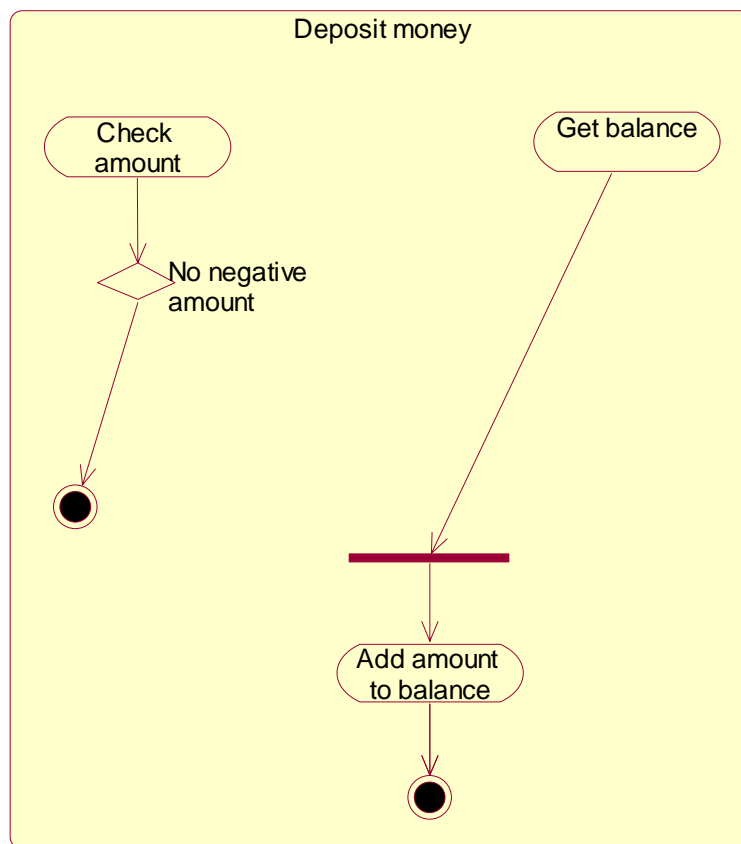 Deposit money
Check
amount
Get balance
No negative
amount
Add amount
to balance